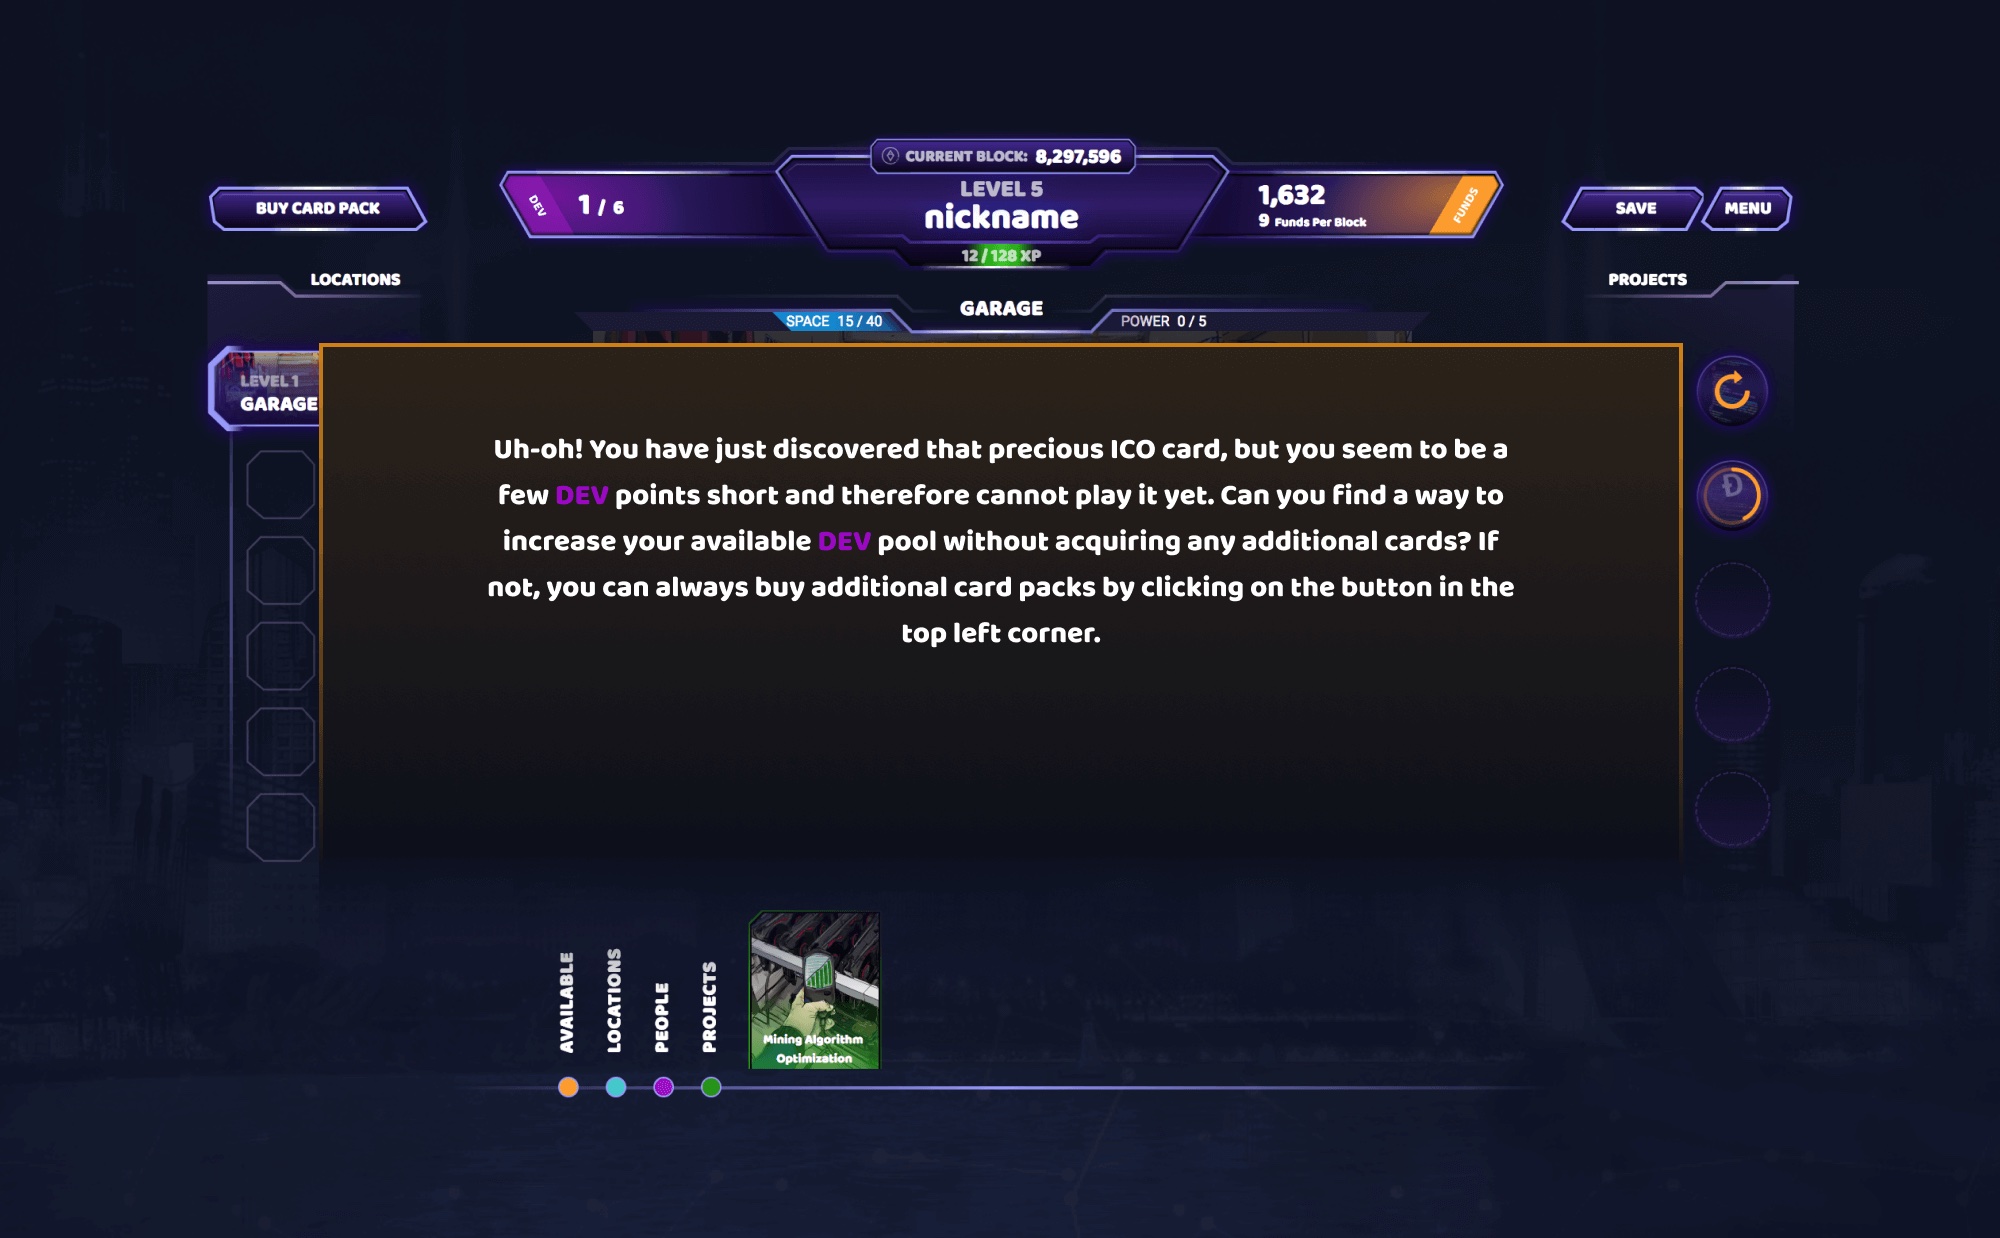 CURRENT BLOCK: 8,297,596
BUY CARD PACK
DEV
1 / 6
LEVEL 5
nickname
12 / 128 XP
1,632
9 Funds Per Block
FUNDS
SAVE
MENU
LOCATIONS
PROJECTS
GARAGE
SPACE 15 / 40
POWER 0 / 5
LEVEL 1
GARAGE
Uh-oh! You have just discovered that precious ICO card, but you seem to be a
few DEV points short and therefore cannot play it yet. Can you find a way to
increase your available DEV pool without acquiring any additional cards? If
not, you can always buy additional card packs by clicking on the button in the
top left corner.
AVAILABLE
LOCATIONS
PEOPLE
PROJECTS
Mining Algorithm
Optimization